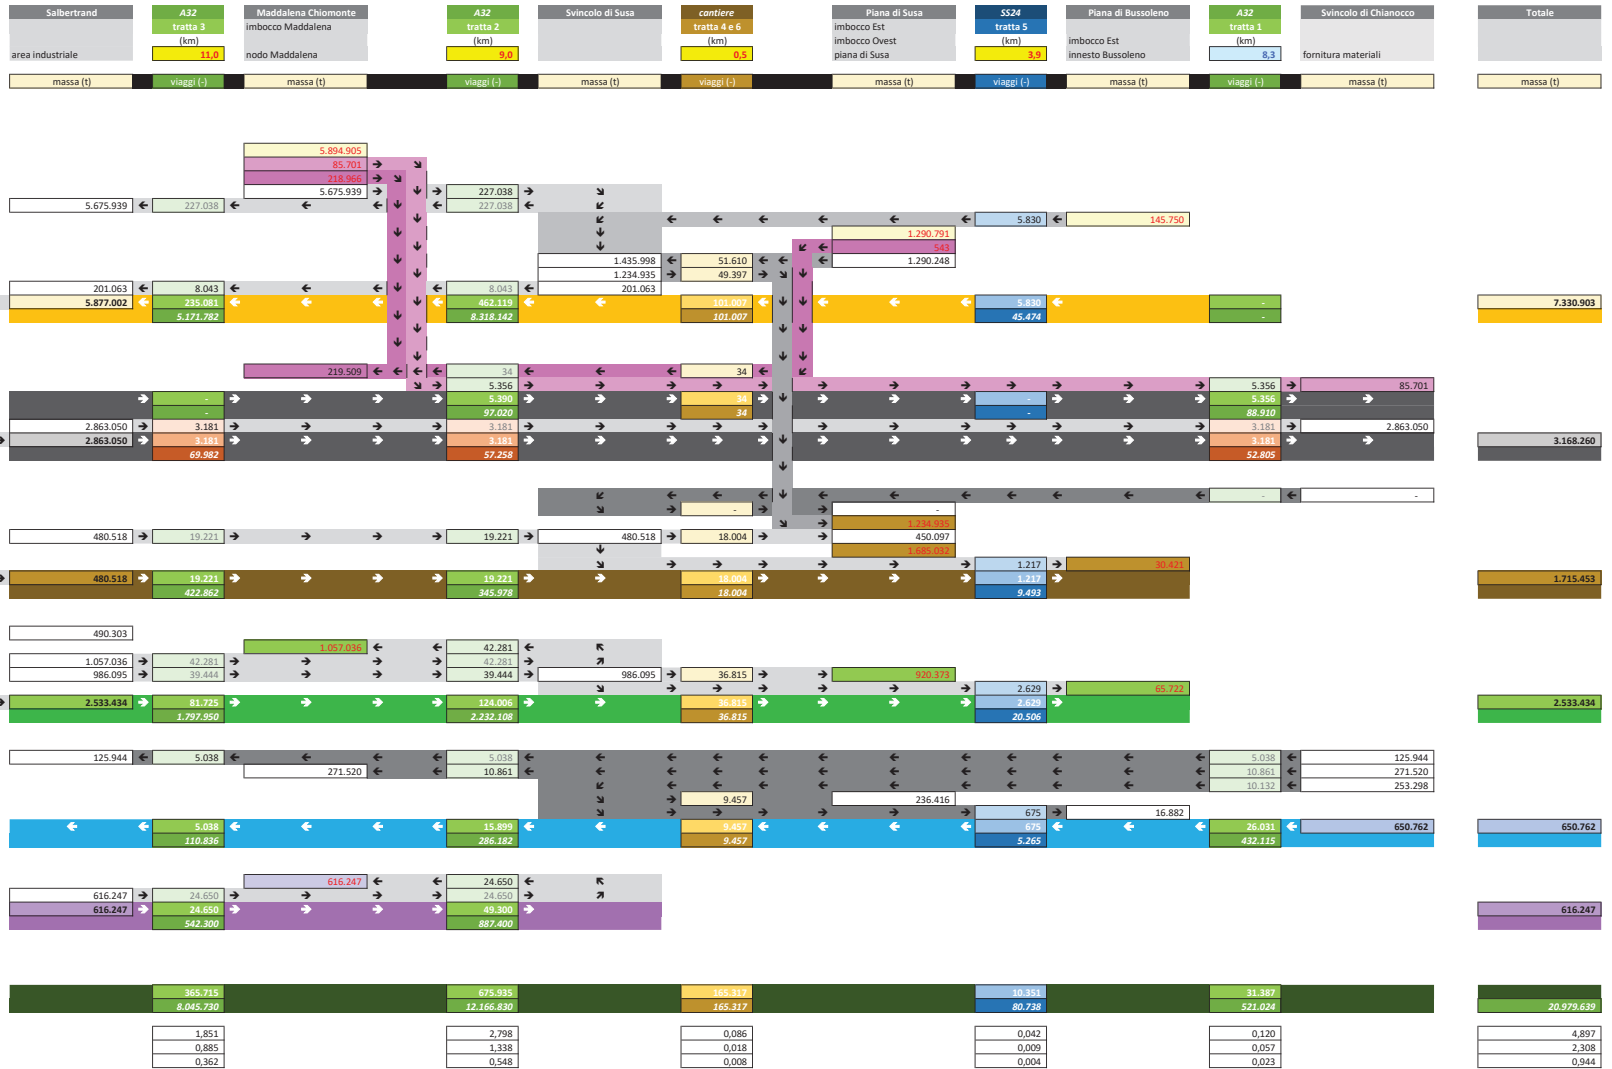 Salbertrand A32 Maddalena Chiomonte A32 Svincolo di Susa cantiere Piana di Susa SS24 Piana di Bussoleno A32 Svincolo di Chianocco Totale
tratta 3 imbocco Maddalena tratta 2 tratta 4 e 6 imbocco Est tratta 5 tratta 1
(km) (km) (km) imbocco Ovest (km) imbocco Est (km)
area industriale 11,0 nodo Maddalena 9,0 0,5 piana di Susa 3,9 innesto Bussoleno 8,3 fornitura materiali
massa (t) viaggi (-) massa (t) viaggi (-) massa (t) viaggi (-) massa (t) viaggi (-) massa (t) viaggi (-) massa (t) massa (t)
5.894.905
85.701
218.966
5.675.939 227.038
5.675.939 227.038 227.038
5.830 145.750
1.290.791
543
1.435.998 51.610 1.290.248
1.234.935 49.397
201.063 8.043 8.043 201.063
5.877.002 235.081 462.119 101.007 5.830 - 7.330.903
5.171.782 8.318.142 101.007 45.474 -
219.509 34 34
5.356 5.356 85.701
- 5.390 34 - 5.356
- 97.020 34 - 88.910
2.863.050 3.181 3.181 3.181 2.863.050
2.863.050 3.181 3.181 3.181 3.168.260
69.982 57.258 52.805
- -
- -
1.234.935
480.518 19.221 19.221 480.518 18.004 450.097
1.685.032
1.217 30.421
480.518 19.221 19.221 18.004 1.217 1.715.453
422.862 345.978 18.004 9.493
490.303
1.057.036 42.281
1.057.036 42.281 42.281
986.095 39.444 39.444 986.095 36.815 920.373
2.629 65.722
2.533.434 81.725 124.006 36.815 2.629 2.533.434
1.797.950 2.232.108 36.815 20.506
125.944 5.038 5.038 5.038 125.944
271.520 10.861 10.861 271.520
10.132 253.298
9.457 236.416
675 16.882
5.038 15.899 9.457 675 26.031 650.762 650.762
110.836 286.182 9.457 5.265 432.115
616.247 24.650
616.247 24.650 24.650
616.247 24.650 49.300 616.247
542.300 887.400
365.715 675.935 165.317 10.351 31.387
8.045.730 12.166.830 165.317 80.738 521.024 20.979.639
1,851 2,798 0,086 0,042 0,120 4,897
0,885 1,338 0,018 0,009 0,057 2,308
0,362 0,548 0,008 0,004 0,023 0,944